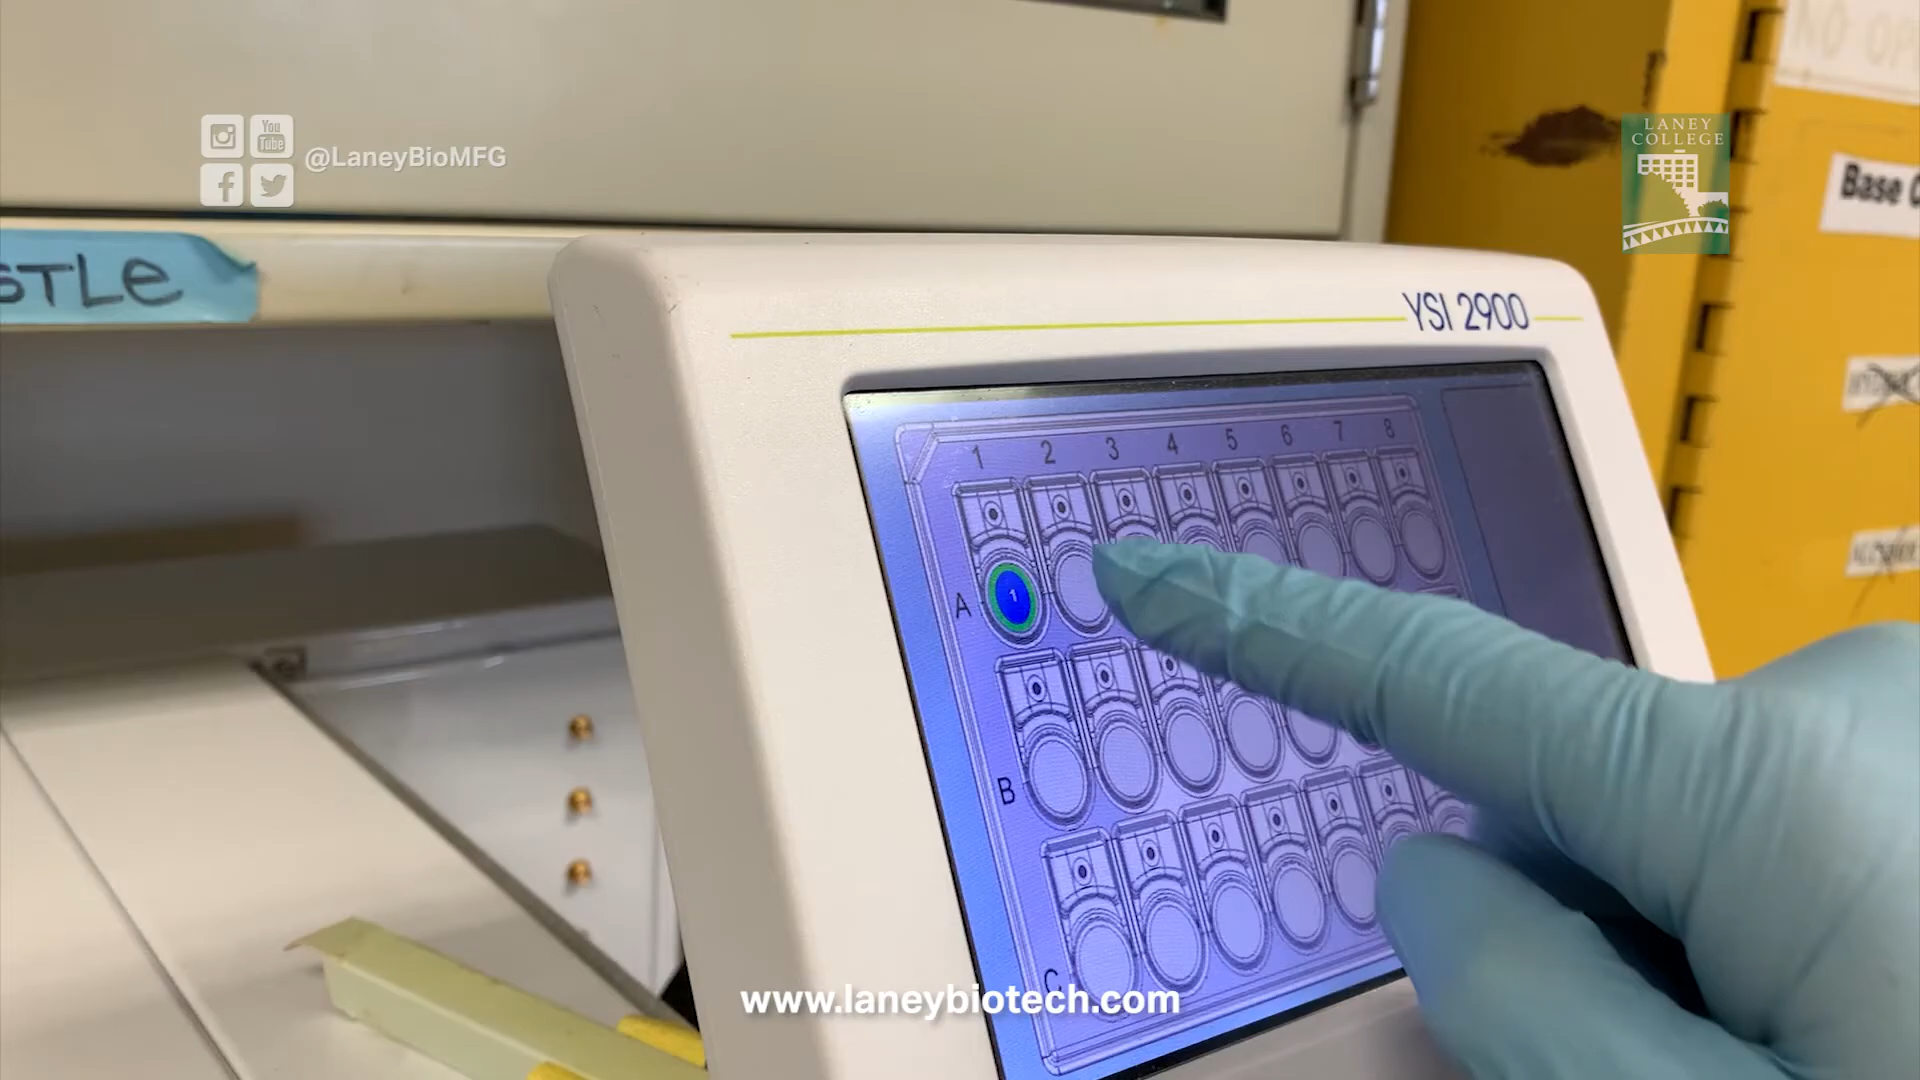 You
Tube
@LaneyBioMFG
LANEY
COLLEGE
NO
Base
STLe
YSI 2900
1 2 3 4 5 6 7 8
A
1
B
C
www.laneybiotech.com